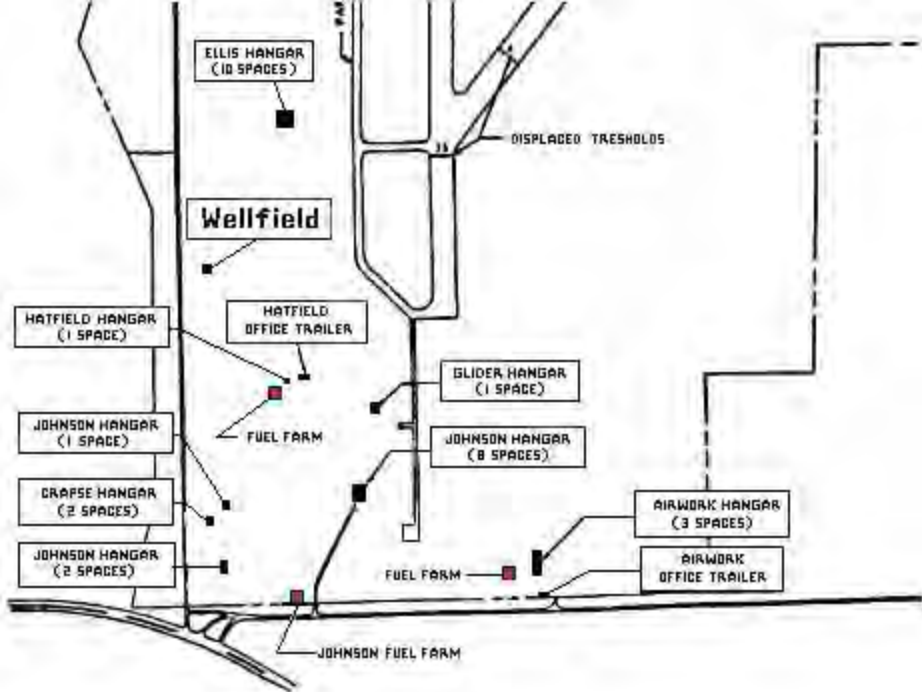 ELLIS HANGAR
(10 SPACES)
DISPLACED TRESHOLDS
Wellfield
HATFIELD HANGAR
(1 SPACE)
HATFIELD
OFFICE TRAILER
GLIDER HANGAR
(1 SPACE)
FUEL FARM
JOHNSON HANGAR
(1 SPACE)
JOHNSON HANGAR
(8 SPACES)
CRAPSE HANGAR
(2 SPACES)
AIRWORK HANGAR
(3 SPACES)
JOHNSON HANGAR
(2 SPACES)
FUEL FARM
AIRWORK
OFFICE TRAILER
JOHNSON FUEL FARM